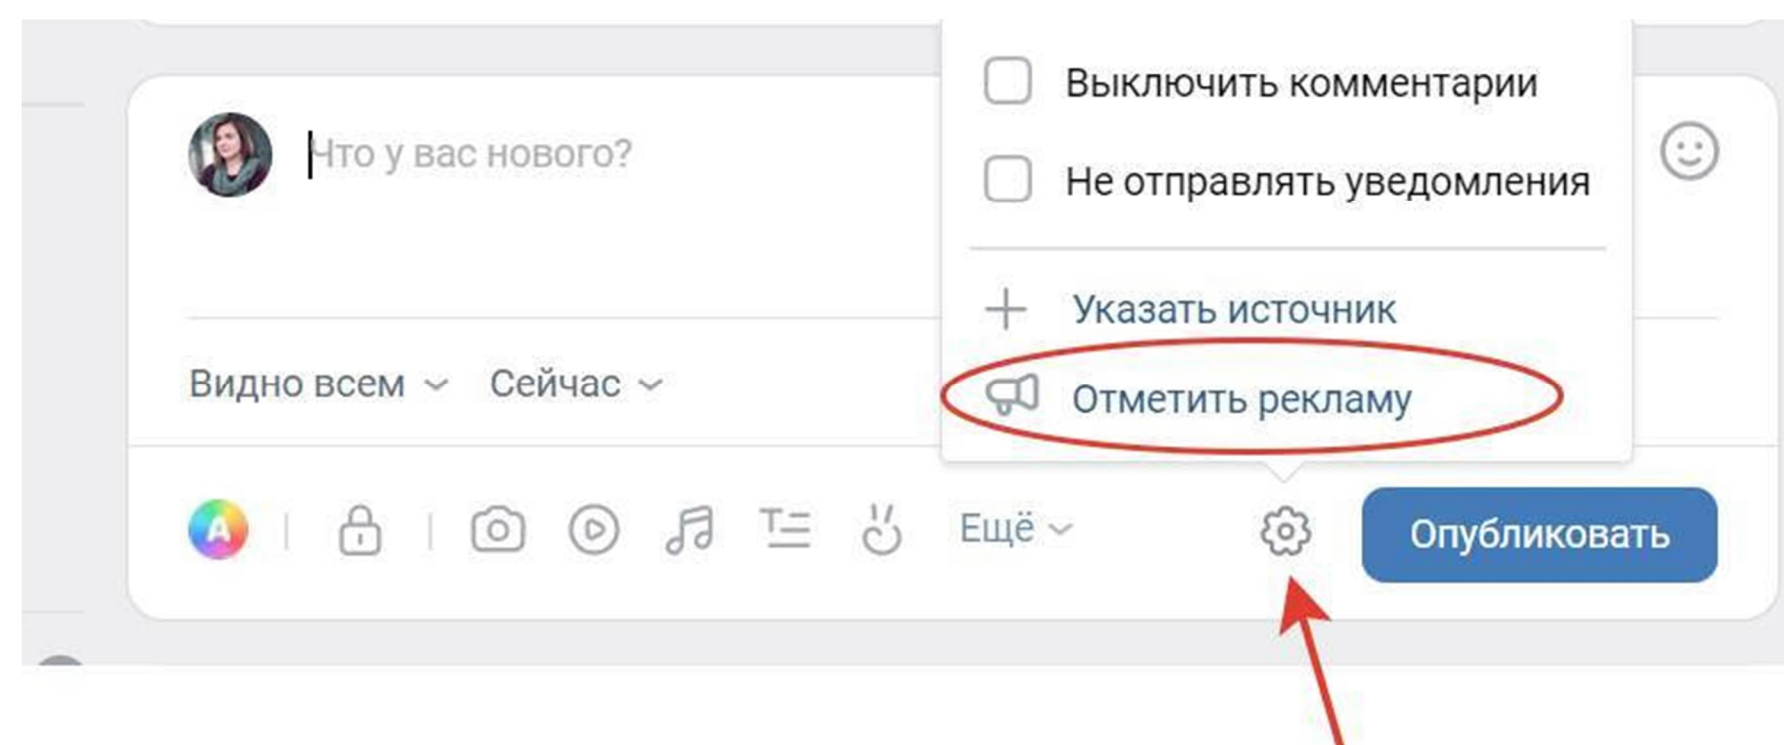 Что у вас нового?
Выключить комментарии
Не отправлять уведомления
Указать источник
Отметить рекламу
Видно всем
Сейчас
A
Ещё
Опубликовать